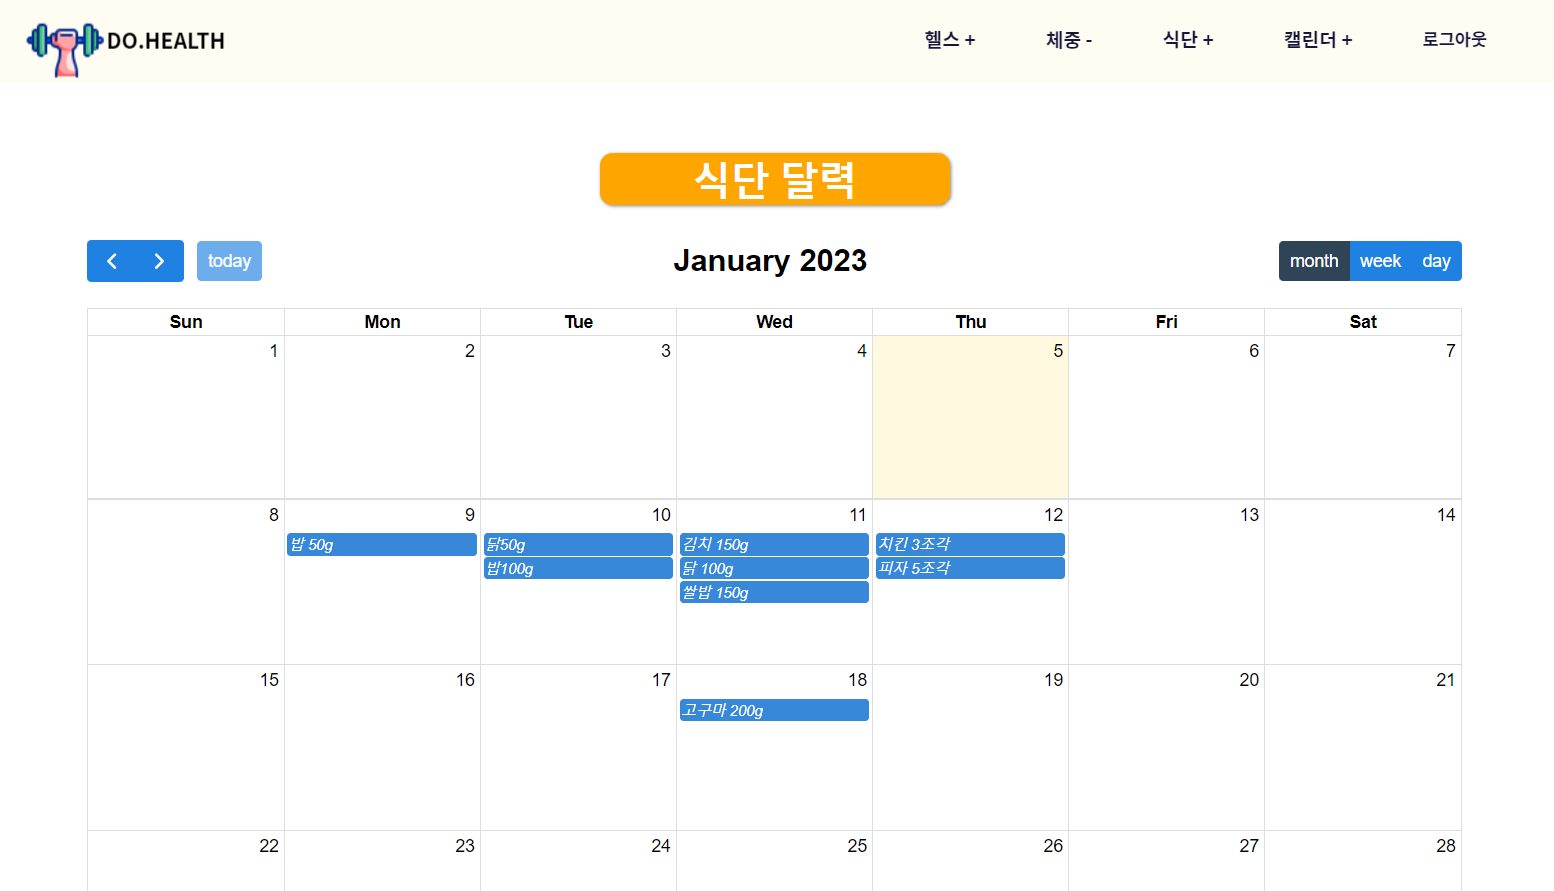 DO.HEALTH 헬스 + 체중 - 식단 + 캘린더 + 로그아웃
식단 달력
today January 2023 month week day
Sun Mon Tue Wed Thu Fri Sat
1 2 3 4 5 6 7
8 9 10 11 12 13 14
밥 50g 닭50g 김치 150g 치킨 3조각
밥100g 닭 100g 피자 5조각
쌀밥 150g
15 16 17 18 19 20 21
고구마 200g
22 23 24 25 26 27 28